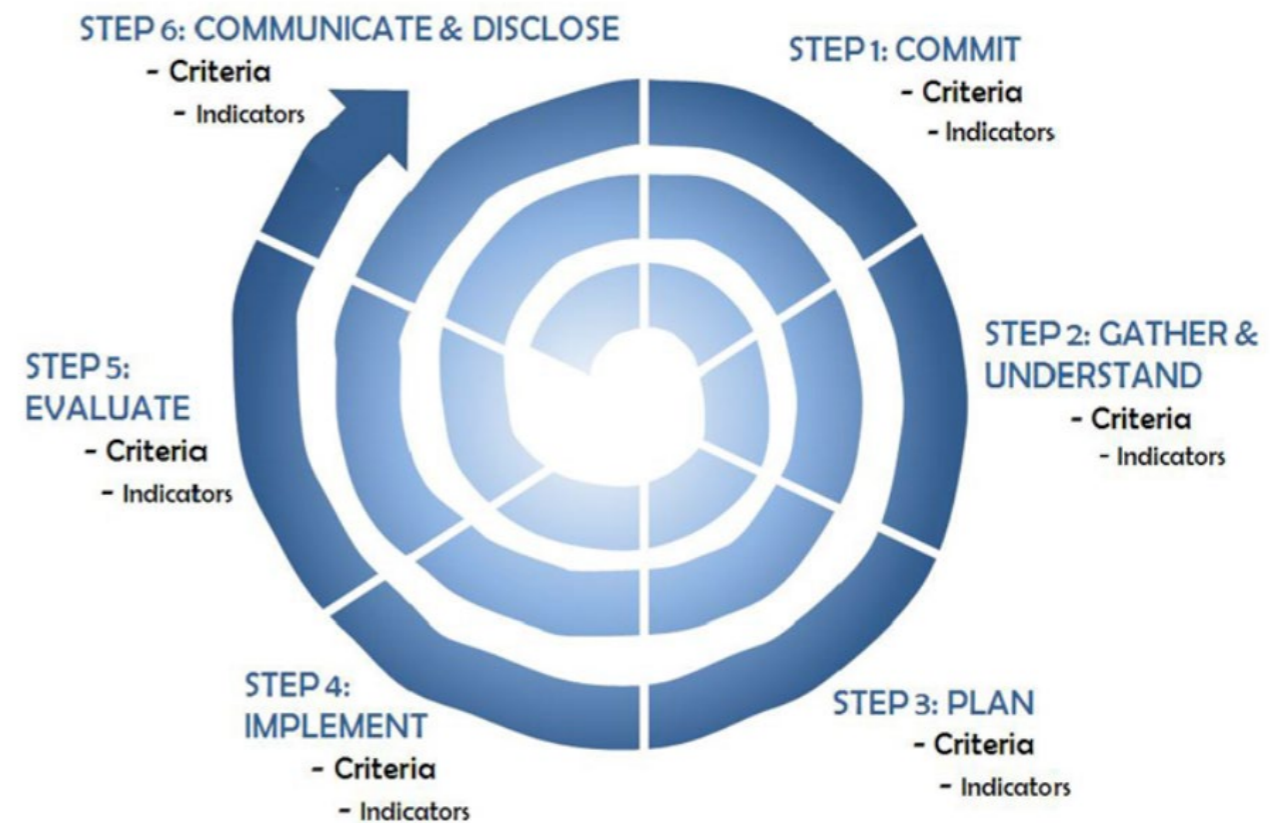 STEP 6: COMMUNICATE & DISCLOSE
- Criteria
- Indicators
STEP 1: COMMIT
- Criteria
- Indicators
STEP 2: GATHER &
UNDERSTAND
- Criteria
- Indicators
STEP 3: PLAN
- Criteria
- Indicators
STEP 4:
IMPLEMENT
- Criteria
- Indicators
STEP 5:
EVALUATE
- Criteria
- Indicators